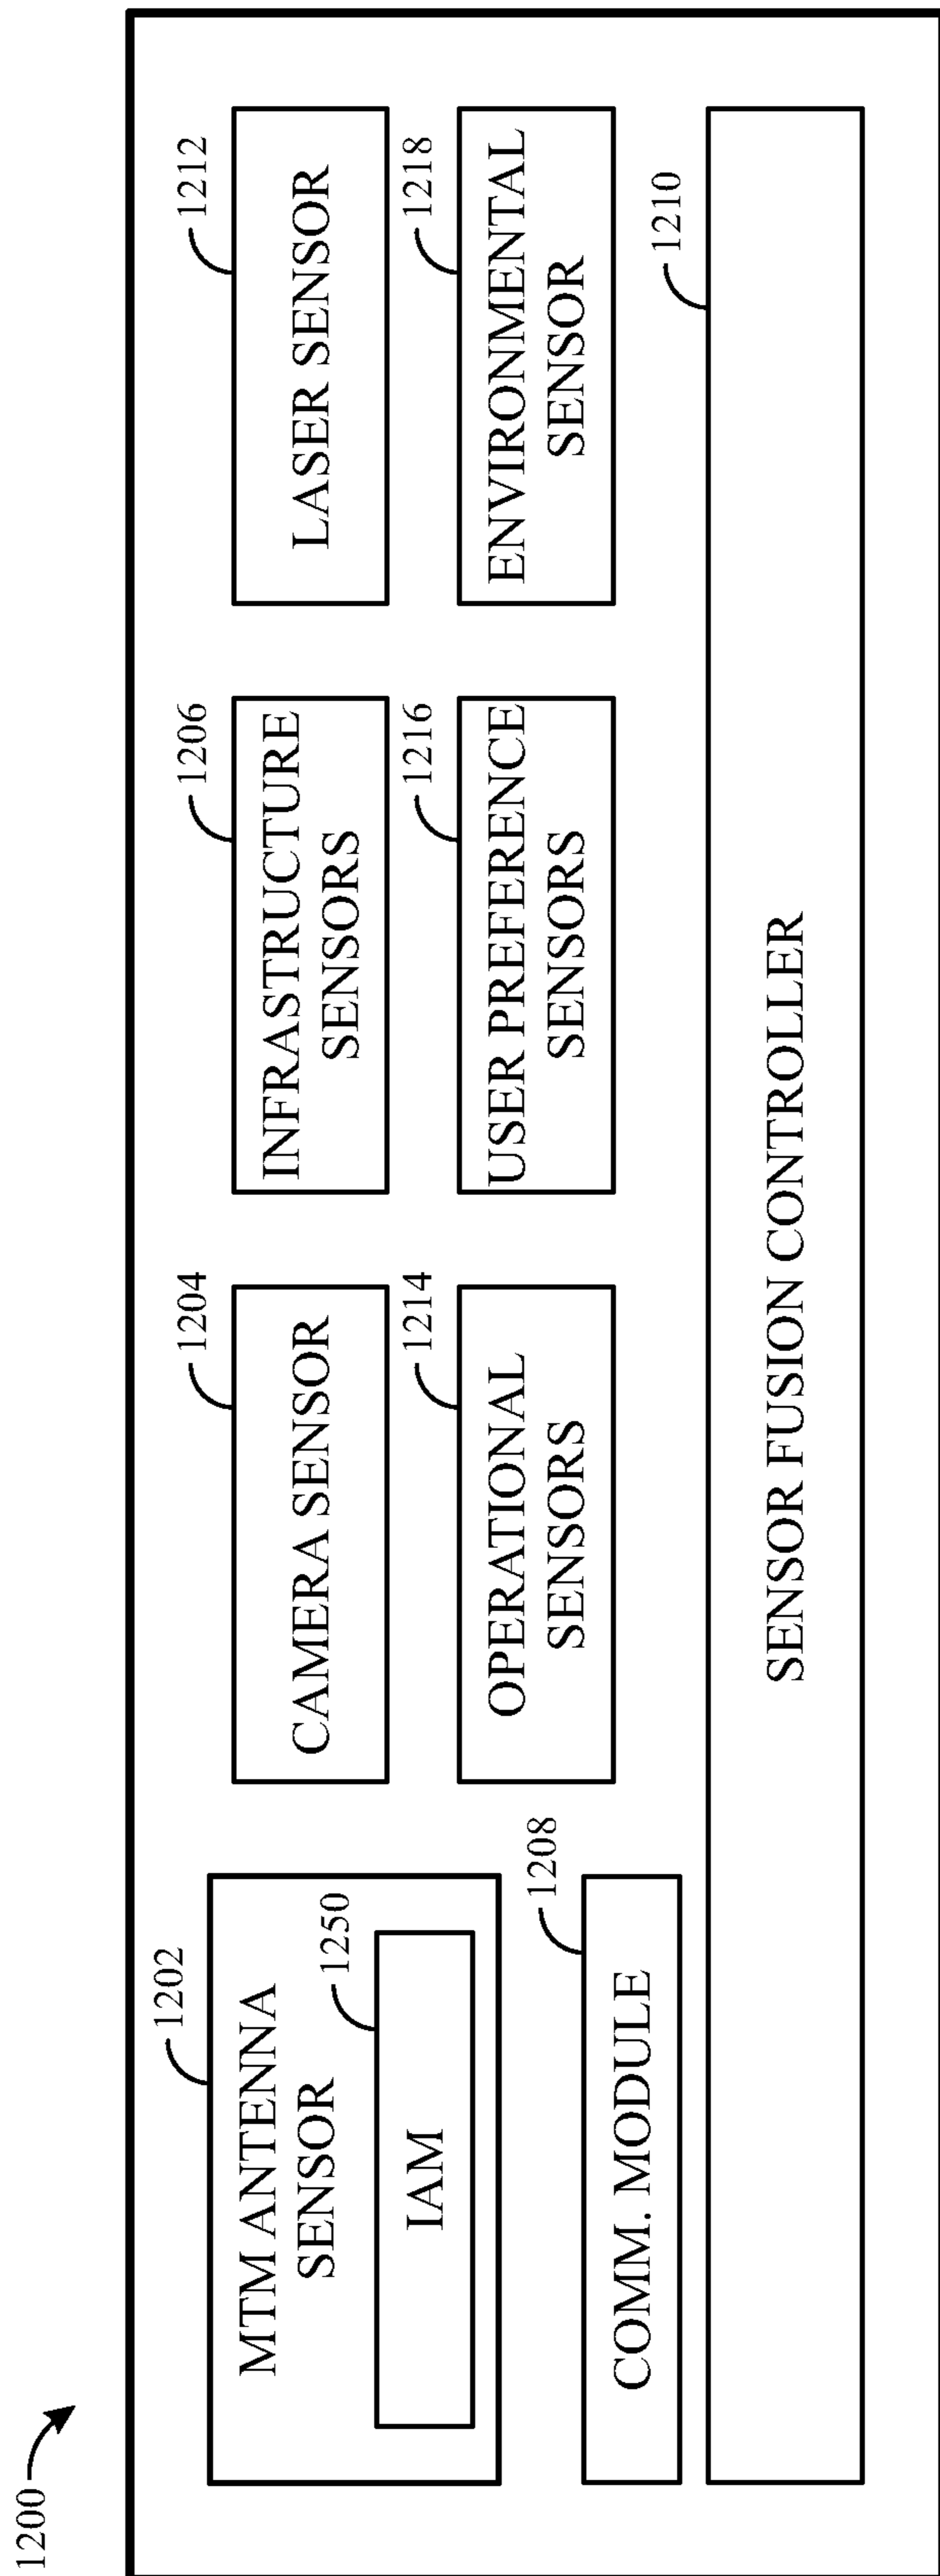 1200
1202
MTM ANTENNA
SENSOR
1250
IAM
1204
CAMERA SENSOR
1206
INFRASTRUCTURE
SENSORS
1212
LASER SENSOR
1208
COMM. MODULE
1214
OPERATIONAL
SENSORS
1216
USER PREFERENCE
SENSORS
1218
ENVIRONMENTAL
SENSOR
1210
SENSOR FUSION CONTROLLER